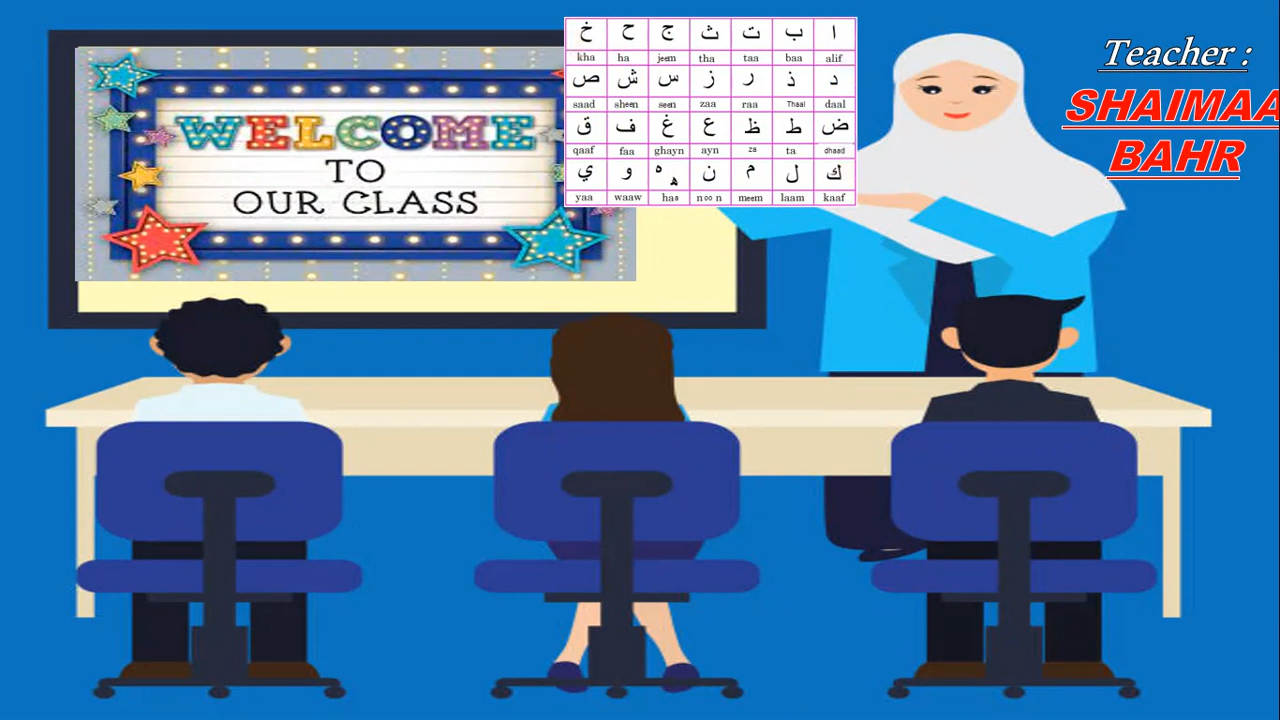 WELCOME
TO
OUR CLASS
خ ح ج ث ت ب ا
kha ha jeem tha taa baa alif
ص ش س ز ر ذ د
saad sheen seen zaa raa Thaal daal
ق ف غ ع ظ ط ض
qaaf faa ghayn ayn za ta dhaad
ي و ه ه ن م ل ك
yaa waaw haa noon meem laam kaaf
Teacher :
SHAIMAA
BAHR